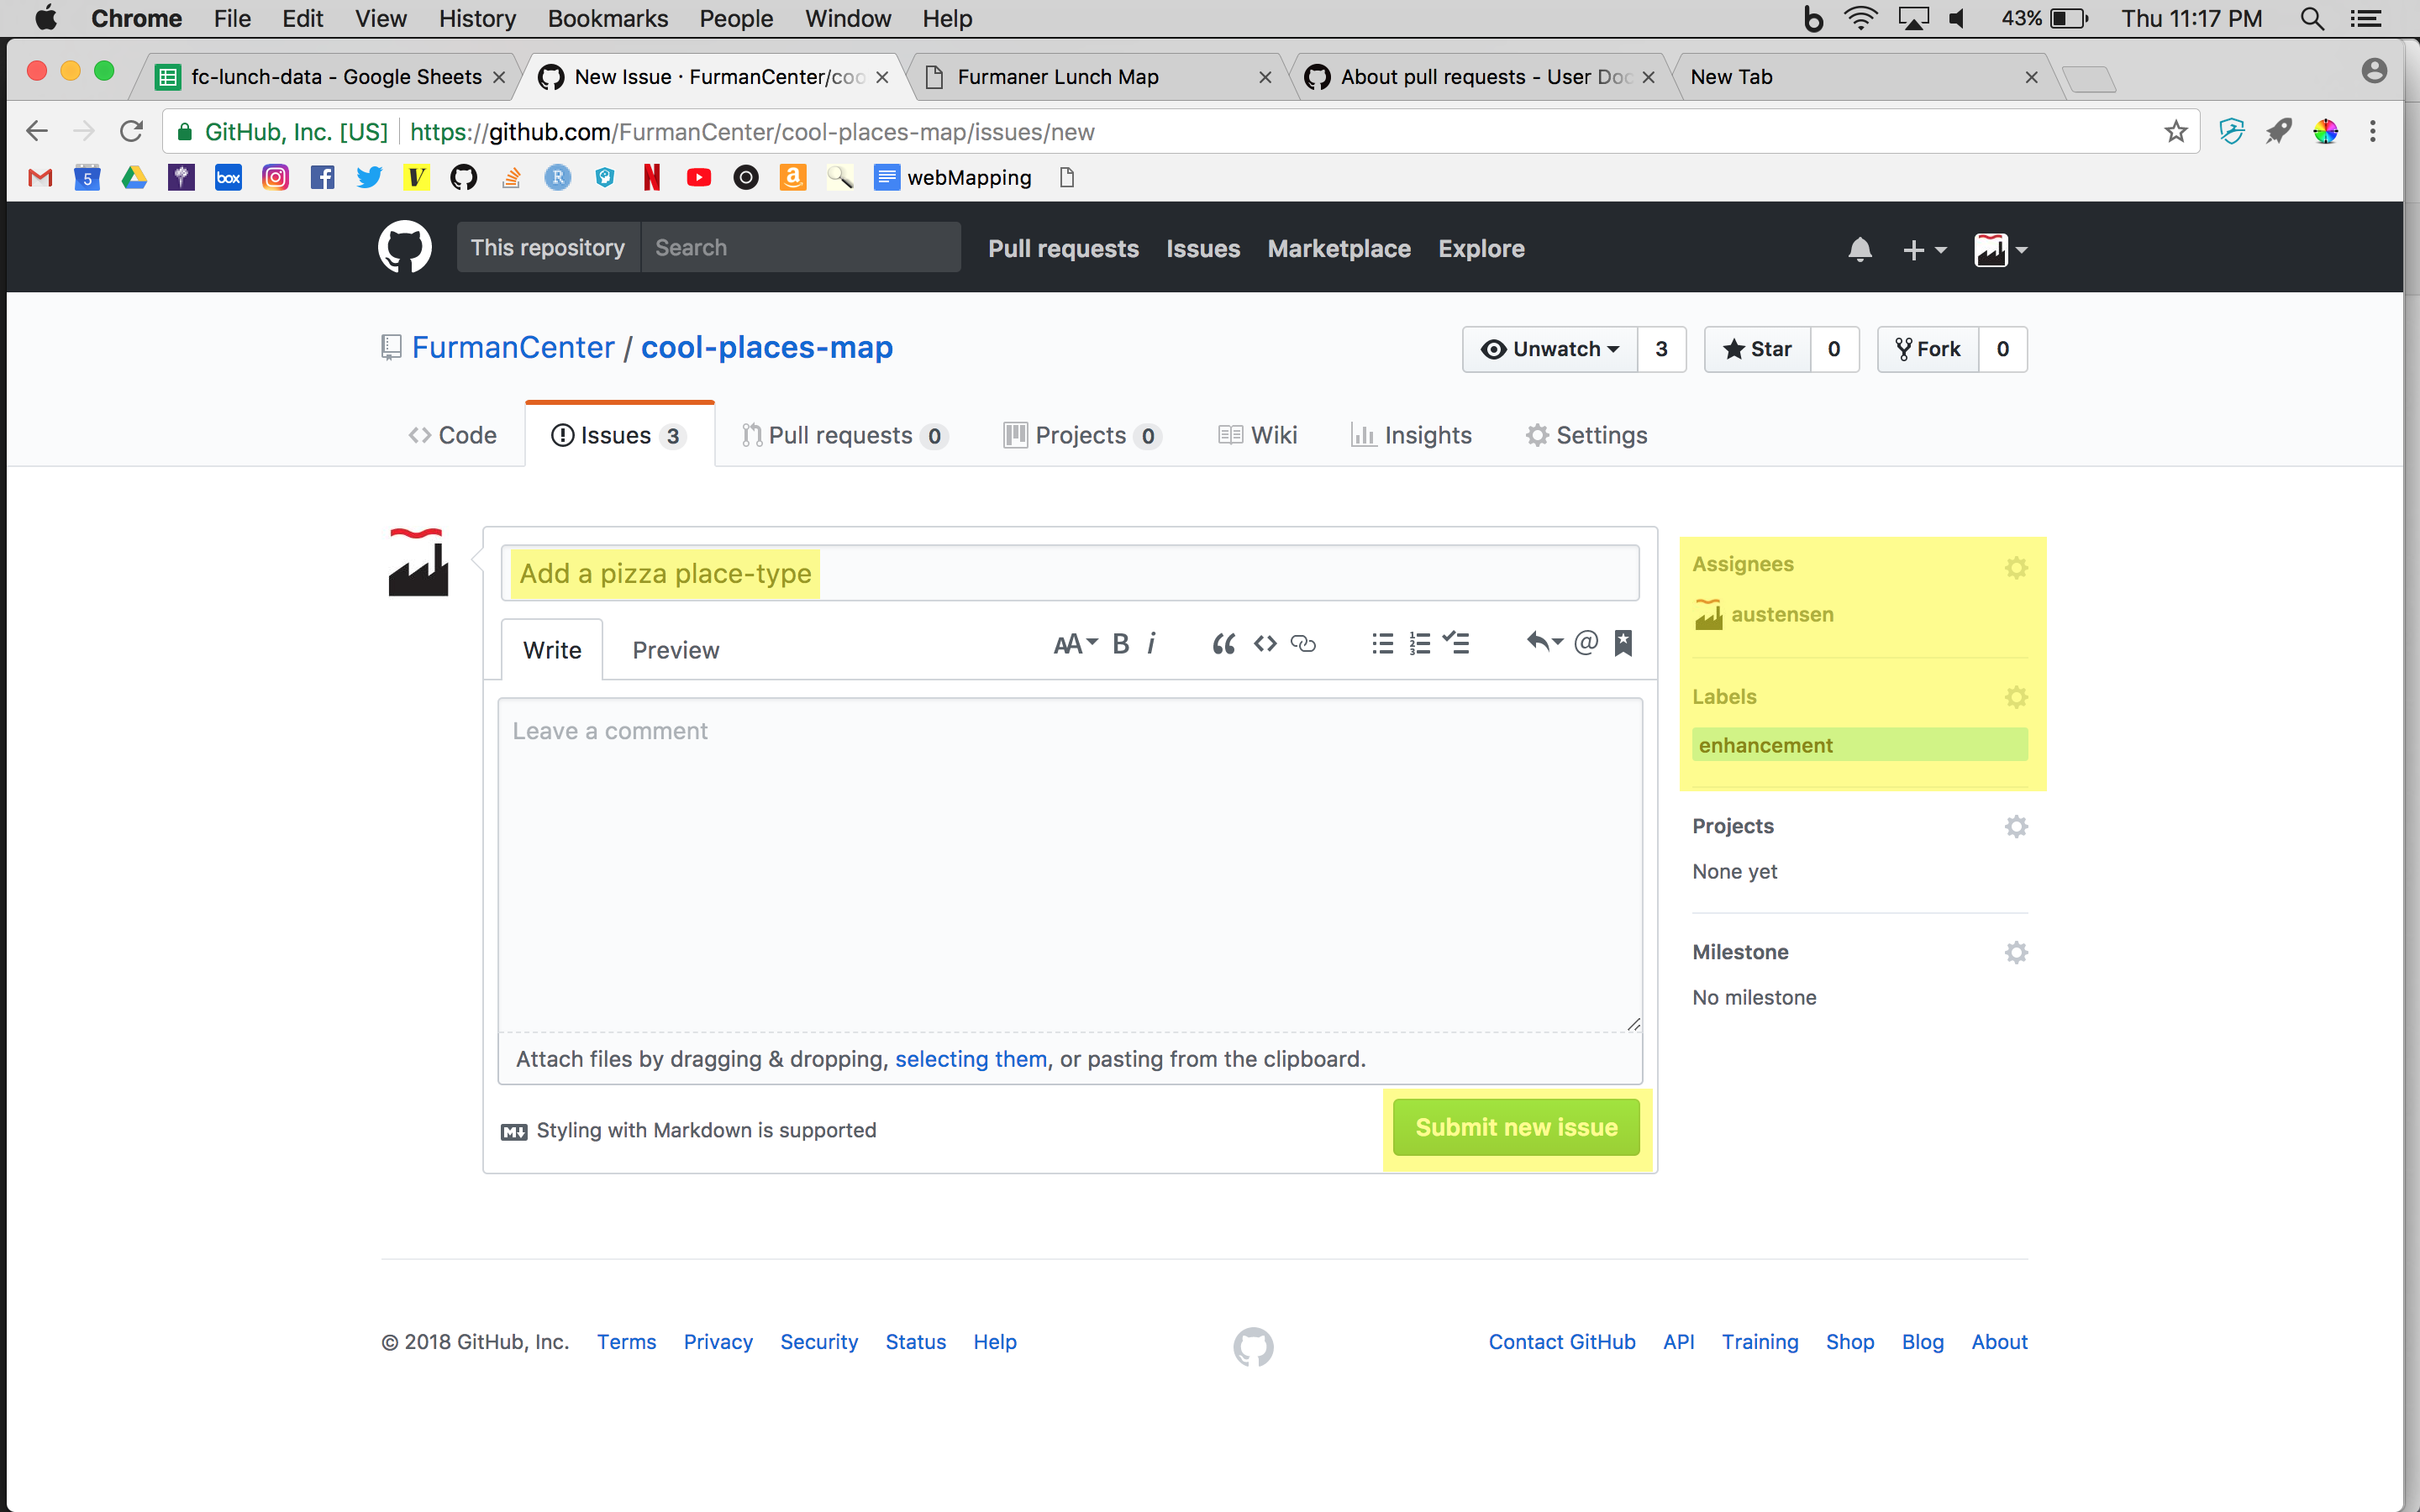 Chrome File Edit View History Bookmarks People Window Help 43% Thu 11:17 PM
fc-lunch-data - Google Sheets New Issue · FurmanCenter/coo Furmaner Lunch Map About pull requests - User Doc New Tab
GitHub, Inc. [US] https://github.com/FurmanCenter/cool-places-map/issues/new
5 box V R N a webMapping
This repository Search Pull requests Issues Marketplace Explore
FurmanCenter / cool-places-map Unwatch 3 Star 0 Fork 0
Code Issues 3 Pull requests 0 Projects 0 Wiki Insights Settings
Add a pizza place-type
Write Preview AA B i
Leave a comment
Attach files by dragging & dropping, selecting them, or pasting from the clipboard.
Styling with Markdown is supported
Submit new issue
Assignees
austensen
Labels
enhancement
Projects
None yet
Milestone
No milestone
© 2018 GitHub, Inc. Terms Privacy Security Status Help Contact GitHub API Training Shop Blog About